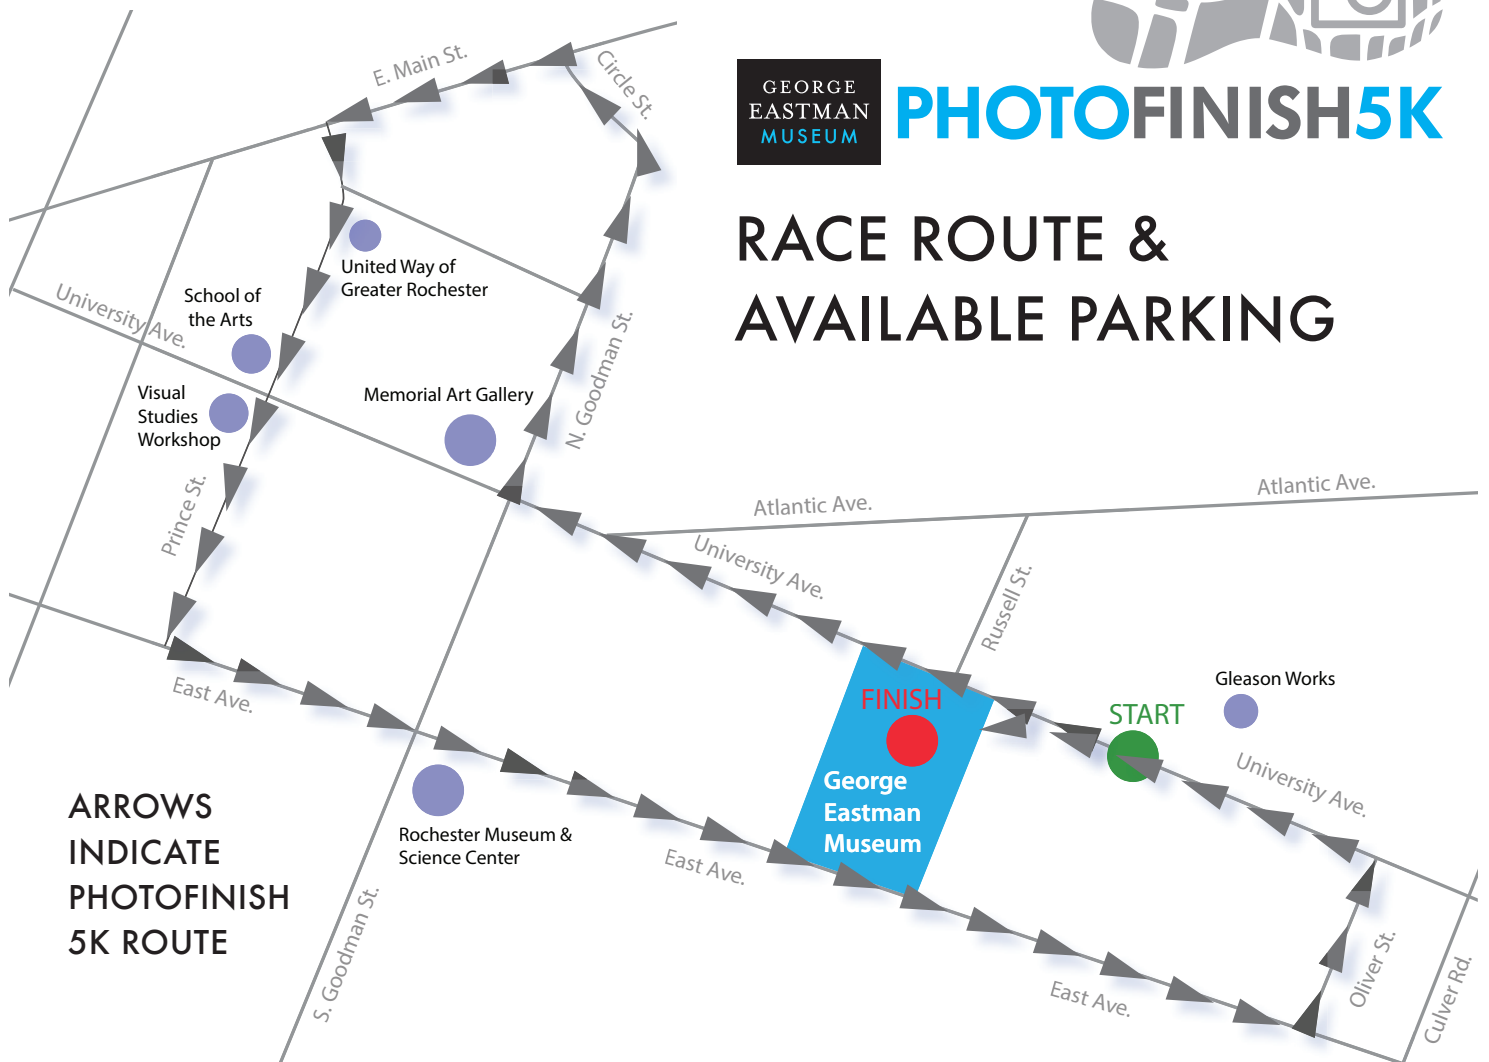 GEORGE
EASTMAN
MUSEUM
PHOTOFINISH5K
RACE ROUTE &
AVAILABLE PARKING
E. Main St.
Circle St.
United Way of
Greater Rochester
University Ave.
School of
the Arts
Visual
Studies
Workshop
Memorial Art Gallery
N. Goodman St.
Prince St.
Atlantic Ave.
Atlantic Ave.
University Ave.
Russell St.
East Ave.
FINISH
START
Gleason Works
University Ave.
George
Eastman
Museum
Rochester Museum &
Science Center
East Ave.
S. Goodman St.
East Ave.
Oliver St.
Culver Rd.
ARROWS
INDICATE
PHOTOFINISH
5K ROUTE